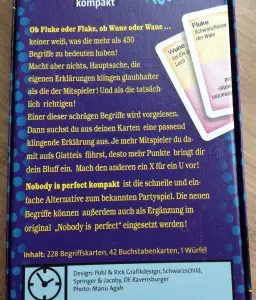 kompakt
Fluke
Schwanzflosse
der Wale
Wune
Loch
Ob Fluke oder Flake, ob Wune oder Wane ...
keiner weiß, was die mehr als 450
Begriffe zu bedeuten haben!
Macht aber nichts, Hauptsache, die
eigenen Erklärungen klingen glaubhafter
als die der Mitspieler! Und als die tatsäch-
lich richtigen!
Einer dieser schrägen Begriffe wird vorgelesen.
Dann suchst du aus deinen Karten eine passend
klingende Erklärung aus. Je mehr Mitspieler du da-
mit aufs Glatteis führst, desto mehr Punkte bringt dir
dein Bluff ein. Mach den anderen ein X für ein U vor!
Nobody is perfect kompakt ist die schnelle und ein-
fache Alternative zum bekannten Partyspiel. Die neuen
Begriffe können außerdem auch als Ergänzung im
original „Nobody is perfect" eingesetzt werden!
Inhalt: 228 Begriffskarten, 42 Buchstabenkarten, 1 Würfel
Design: Pohl & Rick Grafikdesign, Schwarzschild,
Springer & Jacoby, DE Ravensburger
Photo: Manu Agah